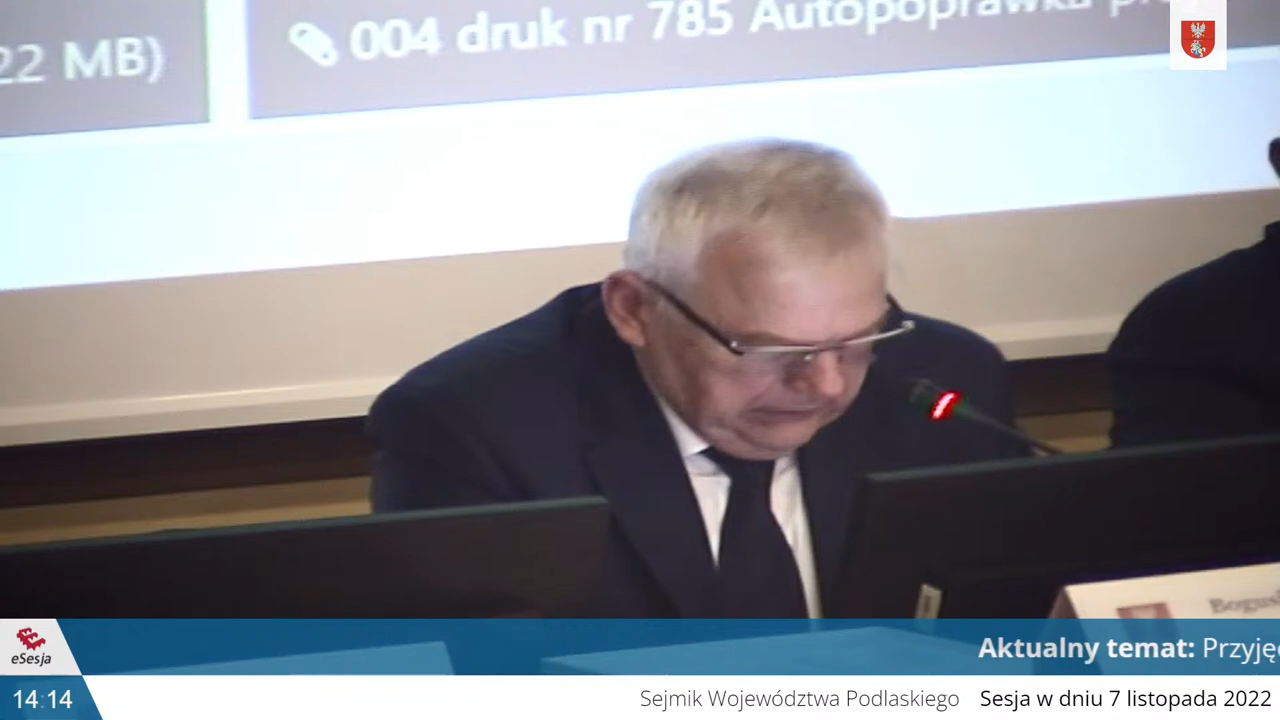 22 MB)
004 druk nr 785 Autopoprawka
Aktualny temat:
eSesja
14:14
Sejmik Województwa Podlaskiego Sesja w dniu 7 listopada 2022